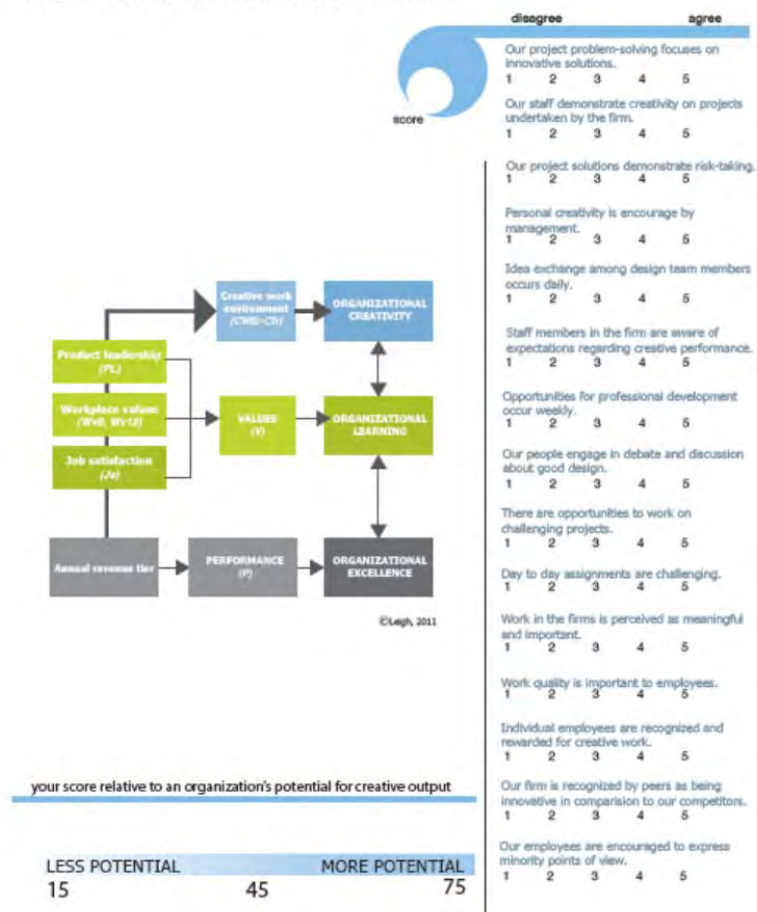 disagree agree
score
Our project problem-solving focuses on
innovative solutions.
1 2 3 4 5
Our staff demonstrate creativity on projects
undertaken by the firm.
1 2 3 4 5
Our project solutions demonstrate risk-taking.
1 2 3 4 5
Personal creativity is encourage by
management.
1 2 3 4 5
Idea exchange among design team members
occurs daily.
1 2 3 4 5
Staff members in the firm are aware of
expectations regarding creative performance.
1 2 3 4 5
Opportunities for professional development
occur weekly.
1 2 3 4 5
Our people engage in debate and discussion
about good design.
1 2 3 4 5
There are opportunities to work on
challenging projects.
1 2 3 4 5
Day to day assignments are challenging.
1 2 3 4 5
Work in the firms is perceived as meaningful
and important.
1 2 3 4 5
Work quality is important to employees.
1 2 3 4 5
Individual employees are recognized and
rewarded for creative work.
1 2 3 4 5
Our firm is recognized by peers as being
innovative in comparision to our competitors.
1 2 3 4 5
Our employees are encouraged to express
minority points of view.
1 2 3 4 5
Creative work
environment
ORGANIZATIONAL
CREATIVITY
Product leadership
(PL)
Workplace values
VALUES
(V)
ORGANIZATIONAL
LEARNING
Job satisfaction
(Js)
Annual revenue tier
PERFORMANCE
(P)
ORGANIZATIONAL
EXCELLENCE
©Leigh, 2011
your score relative to an organization's potential for creative output
LESS POTENTIAL MORE POTENTIAL
15 45 75